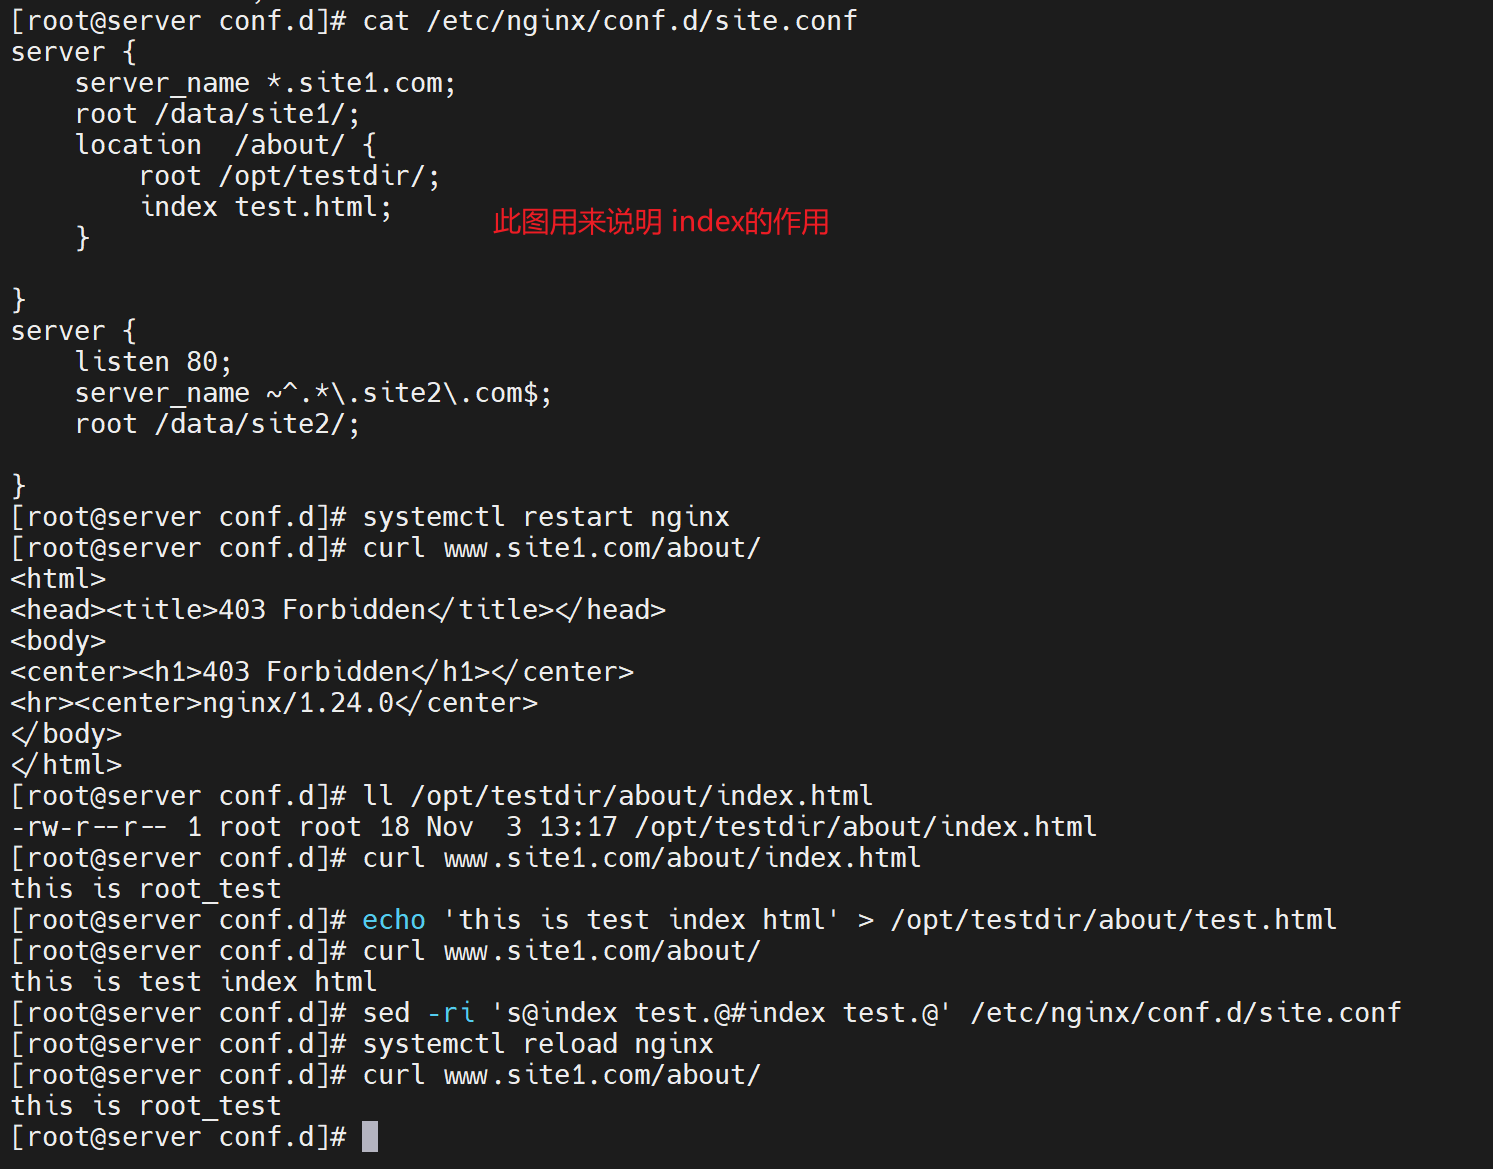 [root@server conf.d]# cat /etc/nginx/conf.d/site.conf
server {
    server_name *.site1.com;
    root /data/site1/;
    location  /about/ {
        root /opt/testdir/;
        index test.html;
此图用来说明 index的作用
    }
}
server {
    listen 80;
    server_name ~^.*\.site2\.com$;
    root /data/site2/;
}
[root@server conf.d]# systemctl restart nginx
[root@server conf.d]# curl www.site1.com/about/
<html>
<head><title>403 Forbidden</title></head>
<body>
<center><h1>403 Forbidden</h1></center>
<hr><center>nginx/1.24.0</center>
</body>
</html>
[root@server conf.d]# ll /opt/testdir/about/index.html
-rw-r--r-- 1 root root 18 Nov  3 13:17 /opt/testdir/about/index.html
[root@server conf.d]# curl www.site1.com/about/index.html
this is root_test
[root@server conf.d]# echo 'this is test index html' > /opt/testdir/about/test.html
[root@server conf.d]# curl www.site1.com/about/
this is test index html
[root@server conf.d]# sed -ri 's@index test.@#index test.@' /etc/nginx/conf.d/site.conf
[root@server conf.d]# systemctl reload nginx
[root@server conf.d]# curl www.site1.com/about/
this is root_test
[root@server conf.d]#